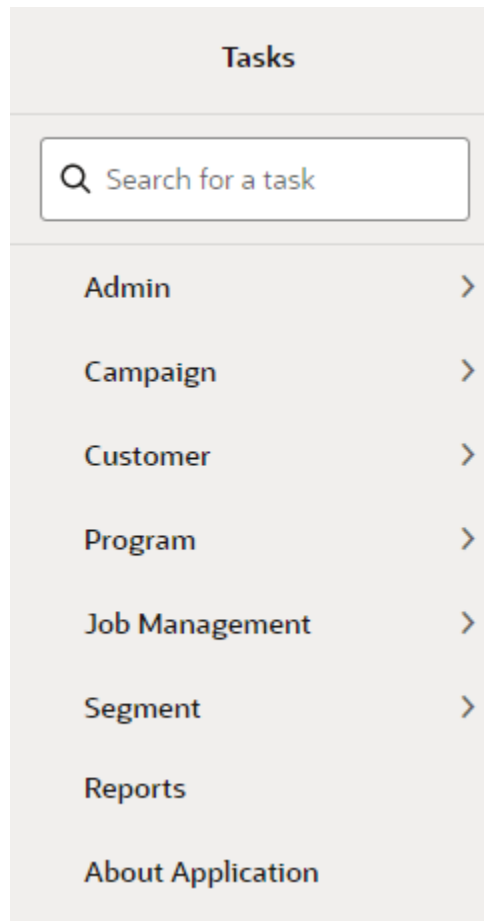 Tasks
Search for a task
Admin
Campaign
Customer
Program
Job Management
Segment
Reports
About Application